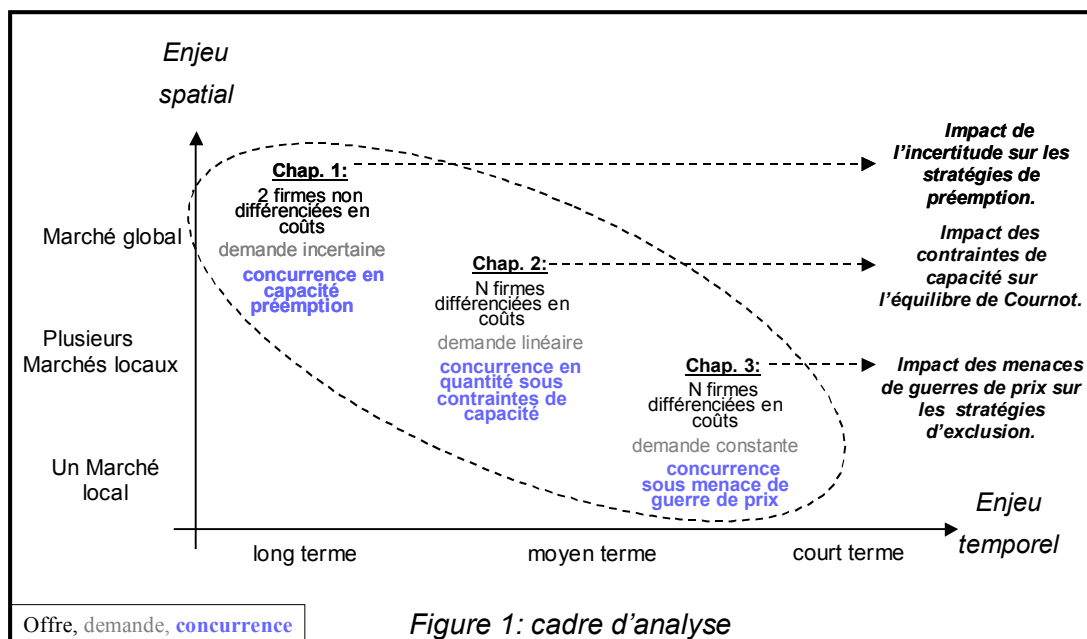 Enjeu
spatial
Marché global
Plusieurs
Marchés locaux
Un Marché
local
Chap. 1:
2 firmes non
différenciées en
coûts
demande incertaine
concurrence en
capacité
préemption
Chap. 2:
N firmes
différenciées en
coûts
demande linéaire
concurrence en
quantité sous
contraintes de
capacité
Chap. 3:
N firmes
différenciées en
coûts
demande constante
concurrence
sous menace de
guerre de prix
Impact de
l'incertitude sur les
stratégies de
préemption.
Impact des
contraintes de
capacité sur
l'équilibre de Cournot.
Impact des menaces
de guerres de prix sur
les stratégies
d'exclusion.
Enjeu
temporel
long terme
moyen terme
court terme
Offre, demande, concurrence
Figure 1: cadre d'analyse